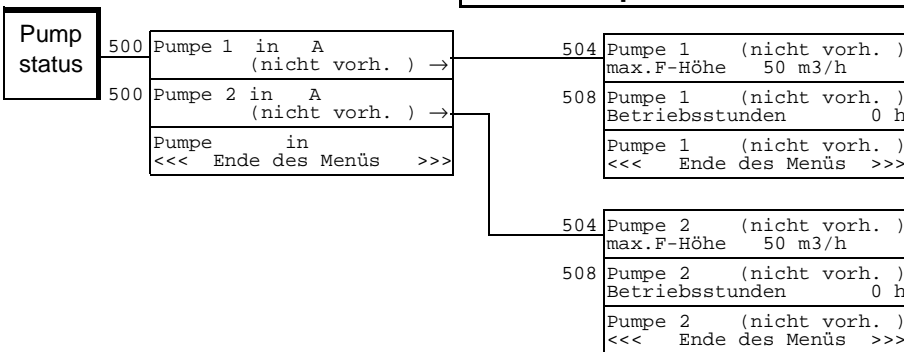 Pump
status
500 Pumpe 1 in A
(nicht vorh. ) →
500 Pumpe 2 in A
(nicht vorh. ) →
Pumpe in
<<< Ende des Menüs >>>
504 Pumpe 1 (nicht vorh. )
max.F-Höhe 50 m3/h
508 Pumpe 1 (nicht vorh. )
Betriebsstunden 0 h
Pumpe 1 (nicht vorh. )
<<< Ende des Menüs >>>
504 Pumpe 2 (nicht vorh. )
max.F-Höhe 50 m3/h
508 Pumpe 2 (nicht vorh. )
Betriebsstunden 0 h
Pumpe 2 (nicht vorh. )
<<< Ende des Menüs >>>